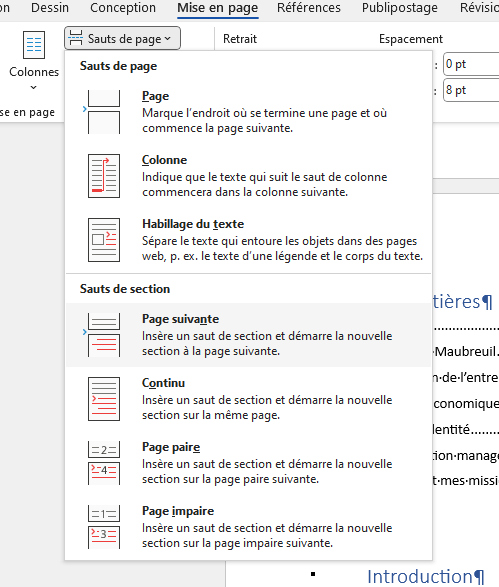 on Dessin Conception Mise en page Références Publipostage Révisio
Sauts de page Retrait Espacement
Colonnes
: 0 pt
: 8 pt
se en page
Sauts de page
Page
Marque l'endroit où se termine une page et où
commence la page suivante.
Colonne
Indique que le texte qui suit le saut de colonne
commencera dans la colonne suivante.
Habillage du texte
Sépare le texte qui entoure les objets dans des pages
web, p. ex. le texte d'une légende et le corps du texte.
Sauts de section
Page suivante
Insère un saut de section et démarre la nouvelle
section à la page suivante.
Continu
Insère un saut de section et démarre la nouvelle
section sur la même page.
Page paire
Insère un saut de section et démarre la nouvelle
section sur la page paire suivante.
=2=
=4=
Page impaire
Insère un saut de section et démarre la nouvelle
section sur la page impaire suivante.
=1=
=3=
tières¶
·Maubreuil
n·de·l'entre
conomique
dentité
tion·manag
t·mes·missi
Introduction¶